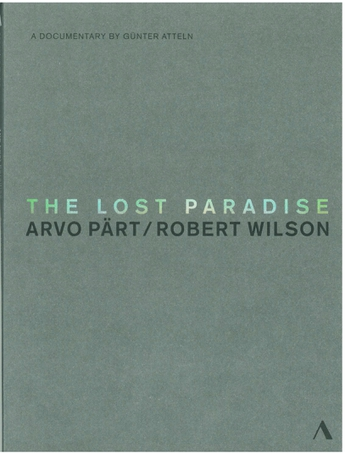 A DOCUMENTARY BY GÜNTER ATTELN
THE LOST PARADISE
ARVO PÄRT / ROBERT WILSON